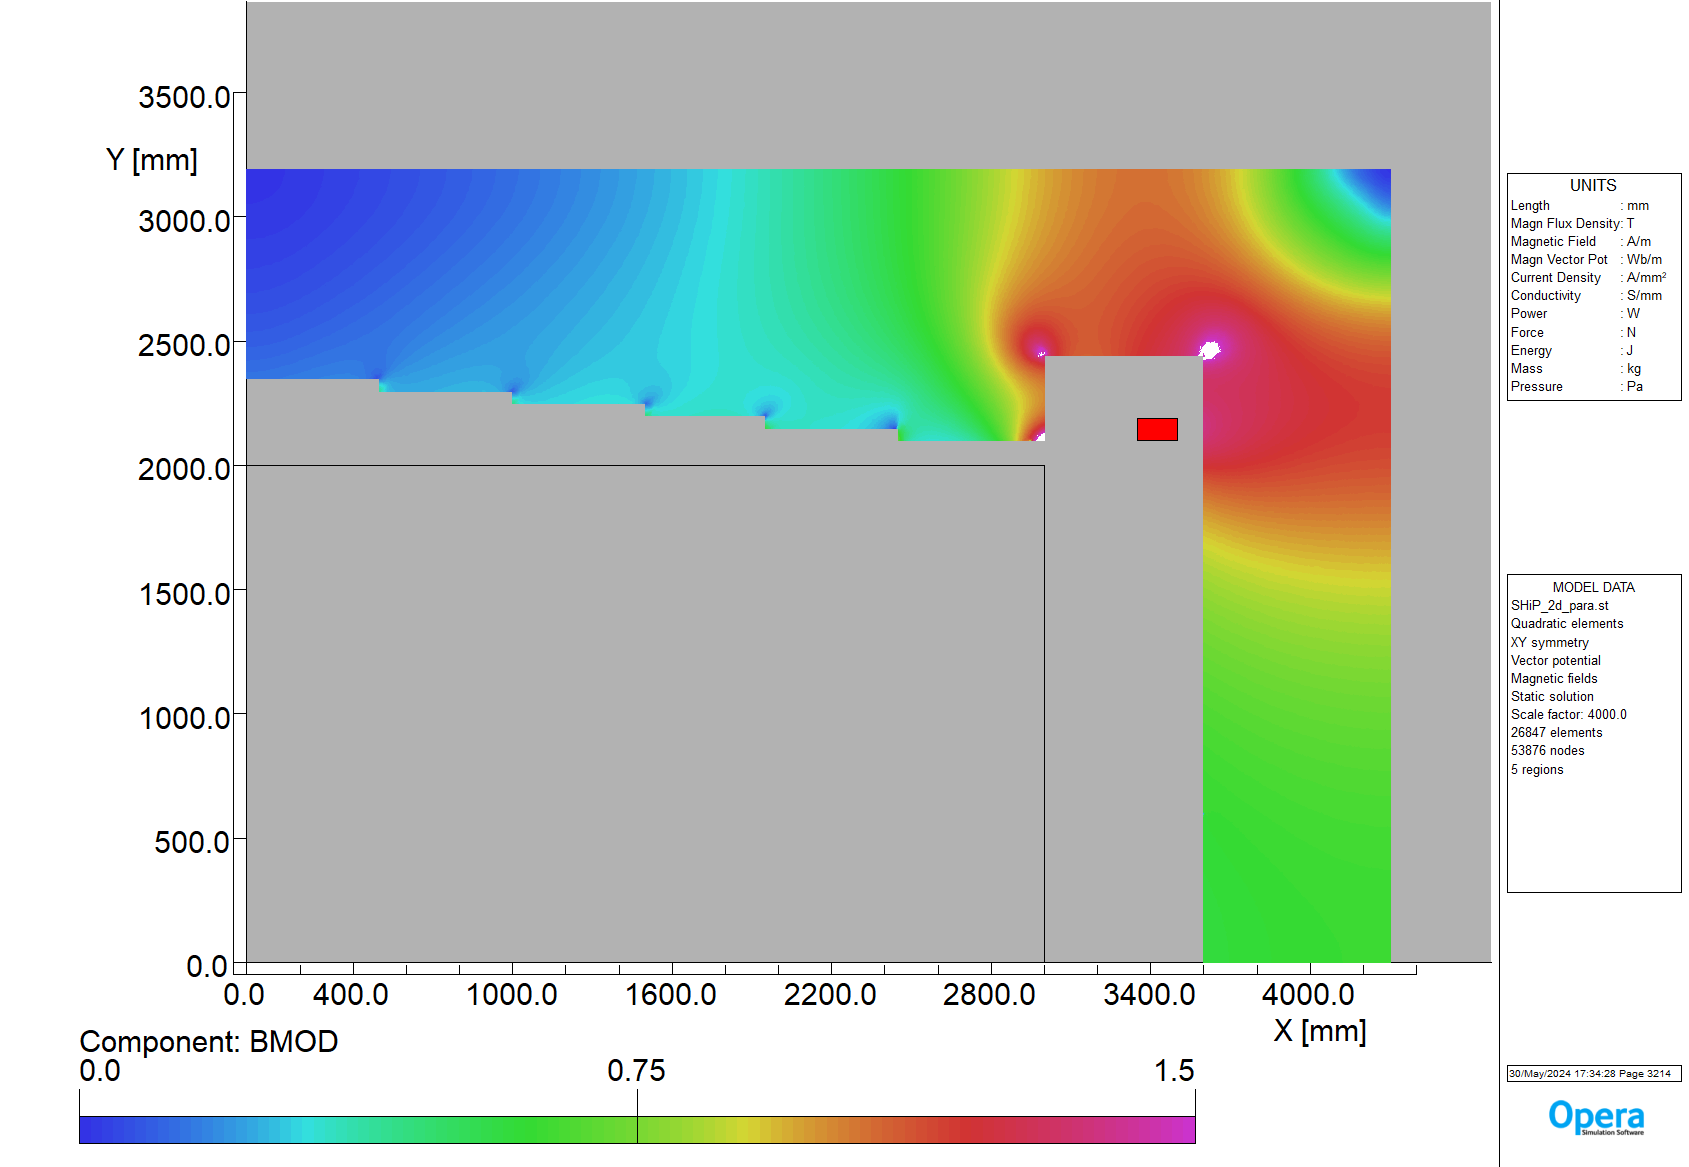 3500.0
Y [mm]
3000.0
2500.0
2000.0
1500.0
1000.0
500.0
0.0
0.0 400.0 1000.0 1600.0 2200.0 2800.0 3400.0 4000.0
X [mm]
Component: BMOD
0.0 0.75 1.5
UNITS
Length : mm
Magn Flux Density: T
Magnetic Field : A/m
Magn Vector Pot : Wb/m
Current Density : A/mm²
Conductivity : S/mm
Power : W
Force : N
Energy : J
Mass : kg
Pressure : Pa
MODEL DATA
SHiP_2d_para.st
Quadratic elements
XY symmetry
Vector potential
Magnetic fields
Static solution
Scale factor: 4000.0
26847 elements
53876 nodes
5 regions
30/May/2024 17:34:28 Page 3214
Opera
Simulation Software